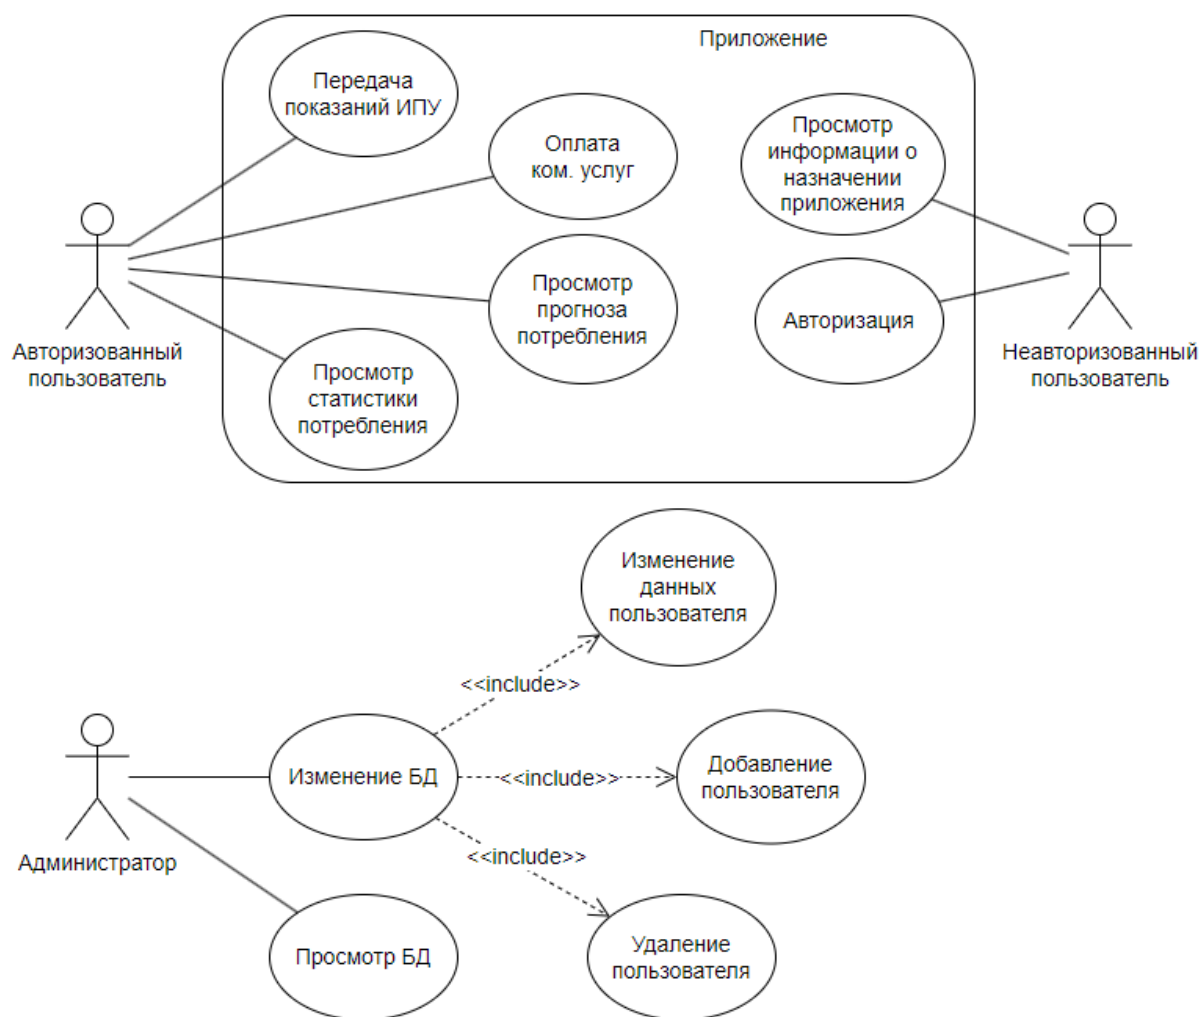 Приложение
Передача
показаний ИПУ
Оплата
ком. услуг
Просмотр
информации о
назначении
приложения
Просмотр
прогноза
потребления
Авторизация
Авторизованный
пользователь
Неавторизованный
пользователь
Просмотр
статистики
потребления
Изменение
данных
пользователя
<<include>>
Изменение БД
<<include>>
Добавление
пользователя
<<include>>
Администратор
Просмотр БД
Удаление
пользователя